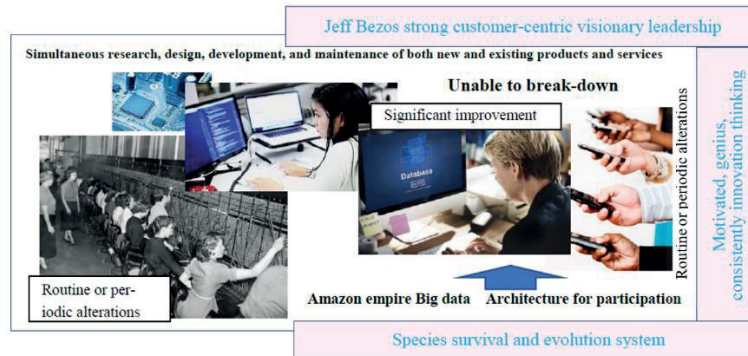 Jeff Bezos strong customer-centric visionary leadership
Simultaneous research, design, development, and maintenance of both new and existing products and services
Unable to break-down
Significant improvement
Database
Routine or per-
iodic alterations
Routine or periodic alterations
Motivated, genius,
consistently innovation thinking
Amazon empire Big data Architecture for participation
Species survival and evolution system